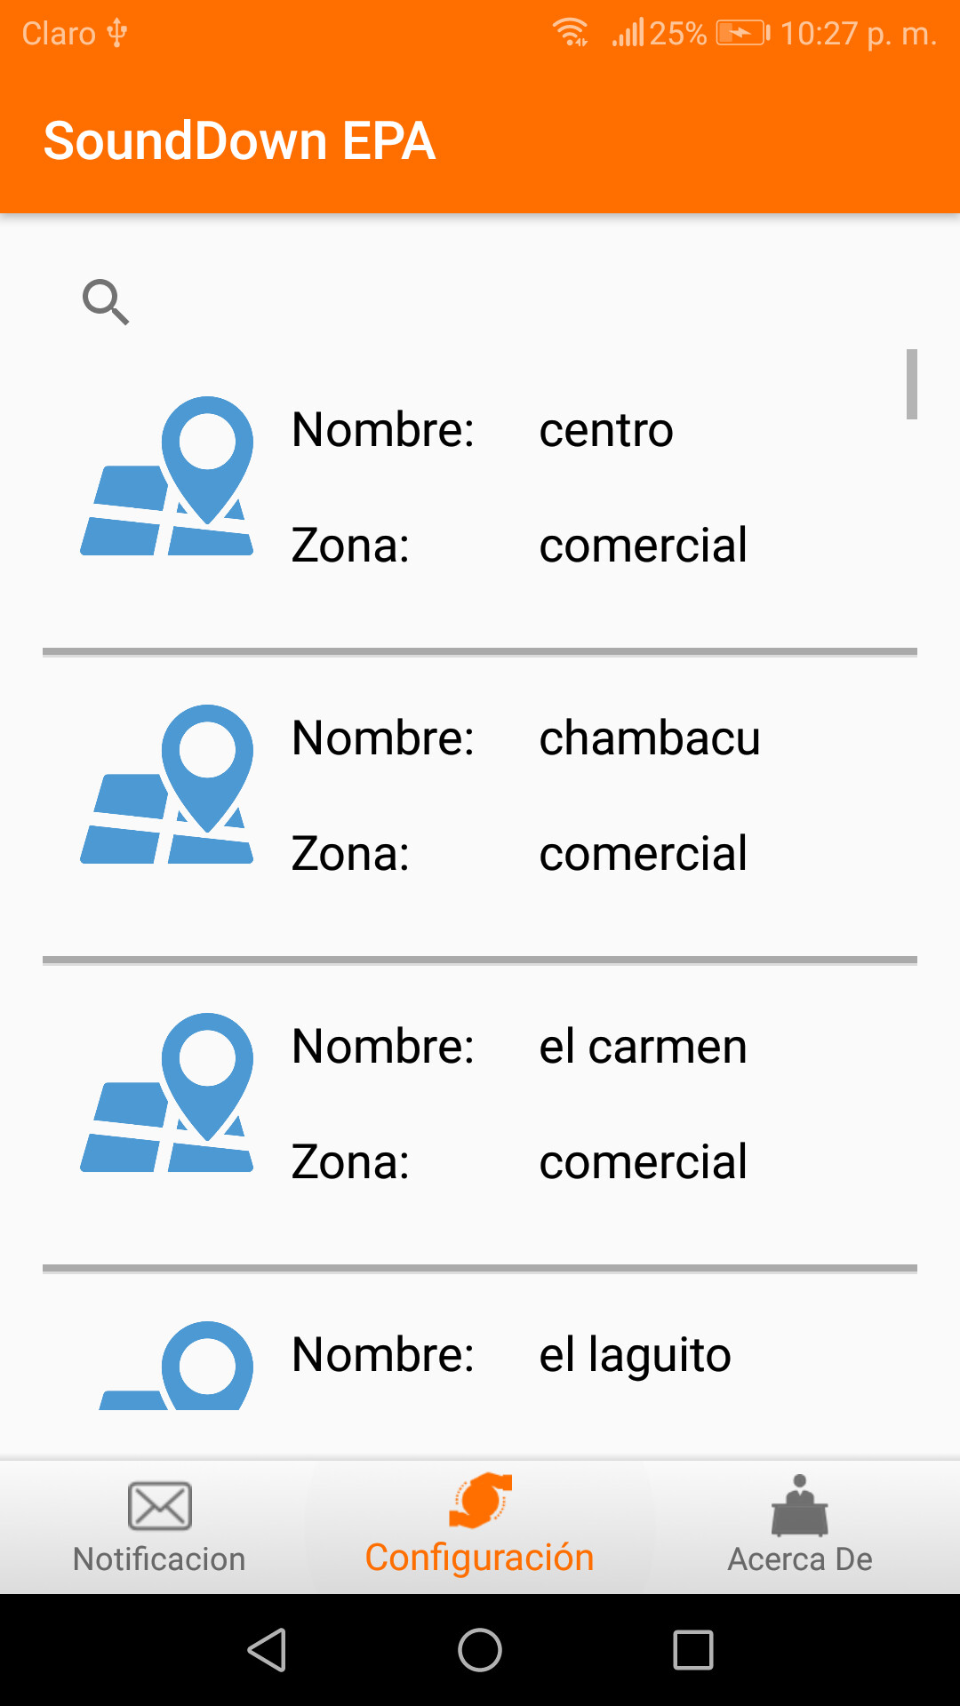 Claro 25% 10:27 p. m.
SoundDown EPA
Nombre: centro
Zona: comercial
Nombre: chambacu
Zona: comercial
Nombre: el carmen
Zona: comercial
Nombre: el laguito
Notificacion Configuración Acerca De